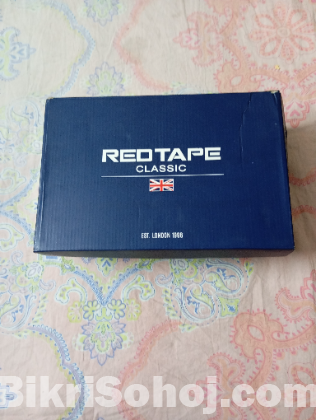 REDTAPE
CLASSIC
EST. LONDON 1996
BikriSohoj.com